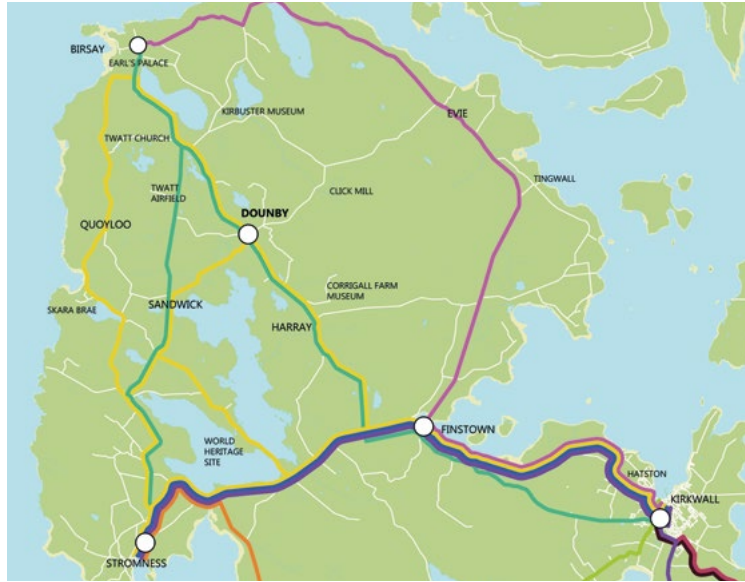 BIRSAY
EARL'S PALACE
KIRBUSTER MUSEUM
EVIE
TWATT CHURCH
TINGWALL
TWATT
AIRFIELD
CLICK MILL
DOUNBY
QUOYLOO
CORRIGALL FARM
MUSEUM
SANDWICK
SKARA BRAE
HARRAY
FINSTOWN
WORLD
HERITAGE
SITE
HATSTON
KIRKWALL
STROMNESS